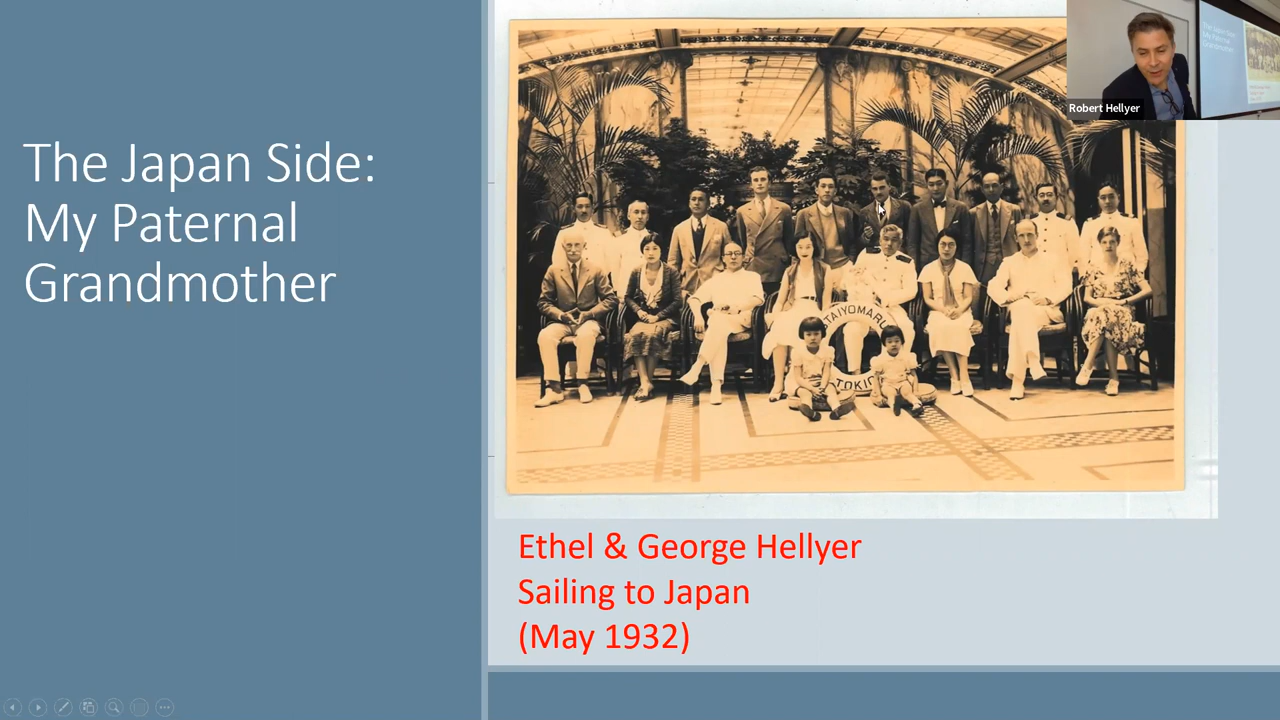 The Japan Side:
My Paternal
Grandmother
Robert Hellyer
TAIYOMARU
TOKIO
Ethel & George Hellyer
Sailing to Japan
(May 1932)